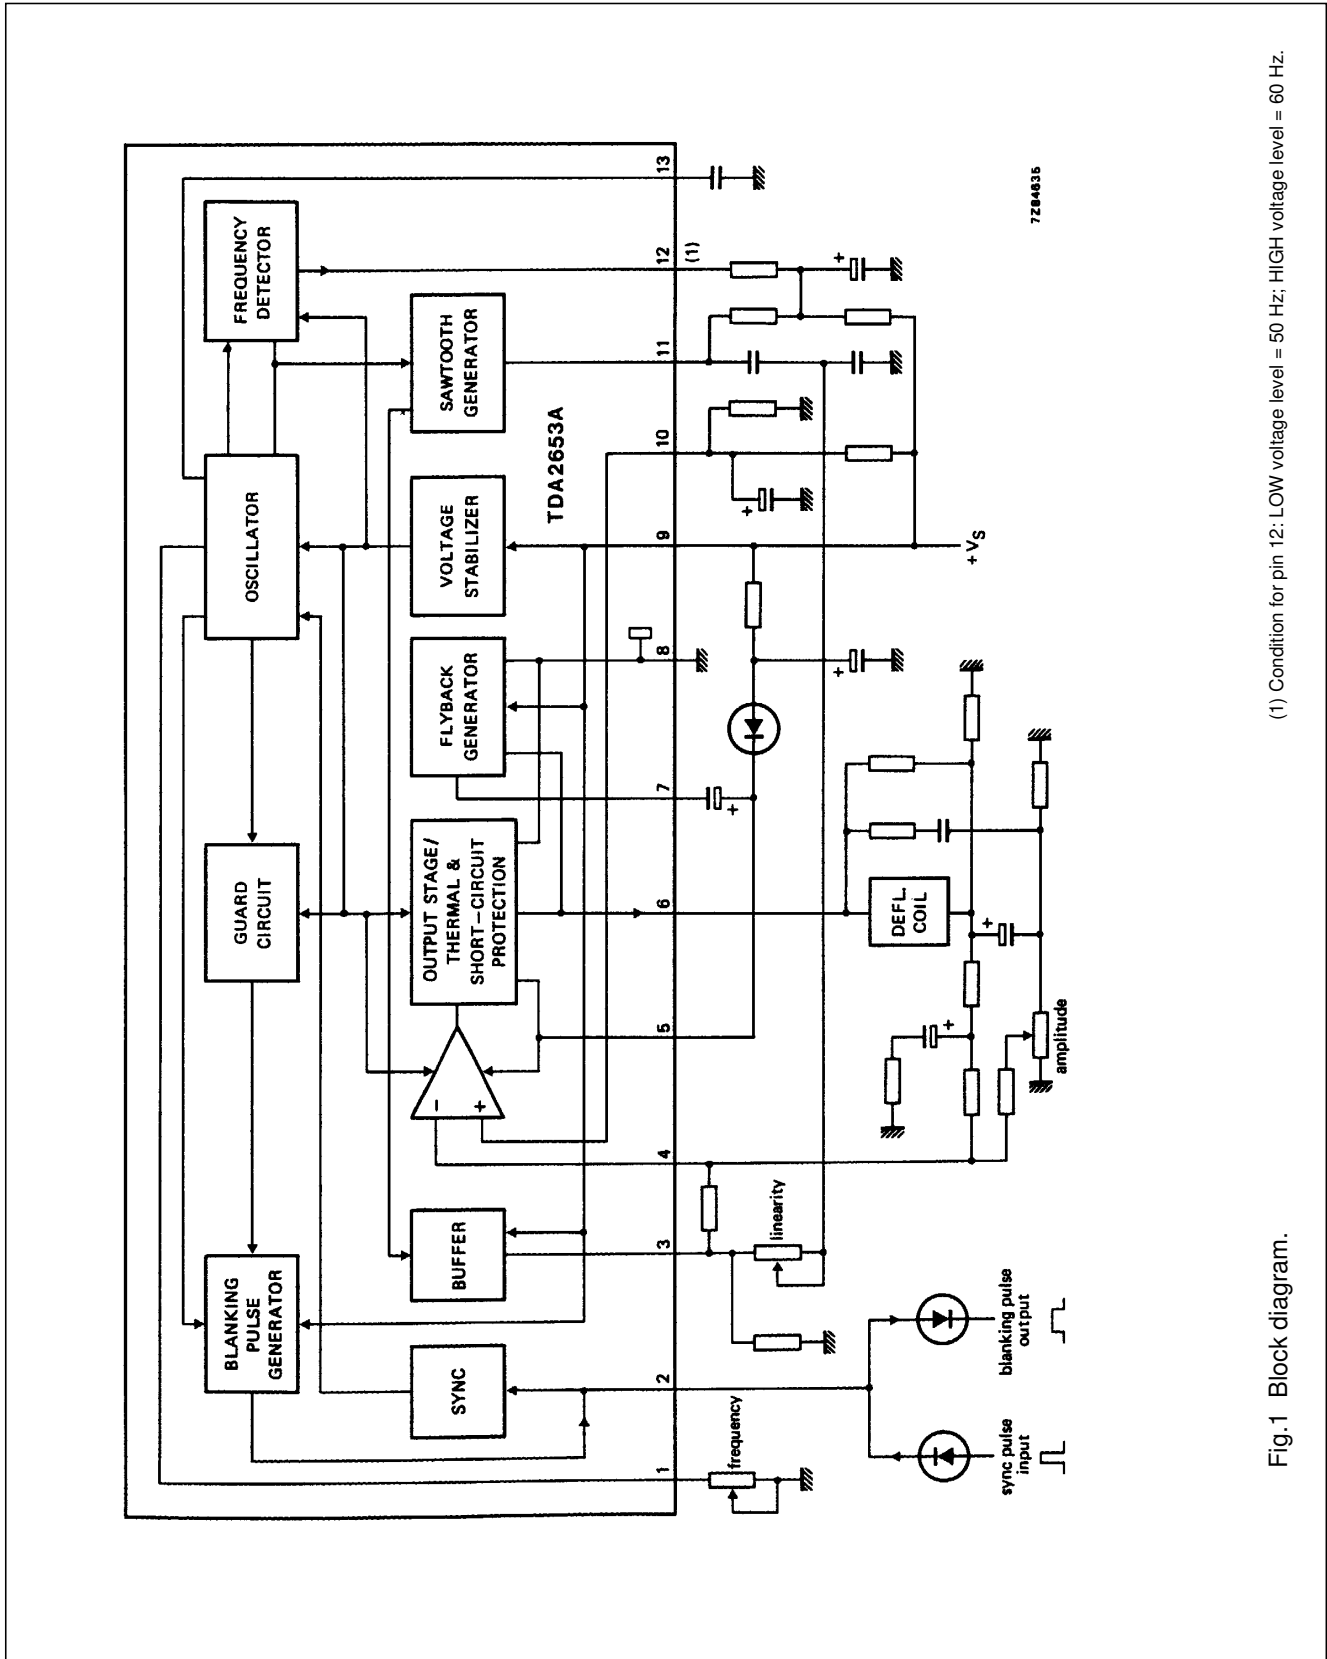 BLANKING
PULSE
GENERATOR
GUARD
CIRCUIT
OSCILLATOR
FREQUENCY
DETECTOR
SYNC
BUFFER
-
+
OUTPUT STAGE/
THERMAL &
SHORT-CIRCUIT
PROTECTION
FLYBACK
GENERATOR
VOLTAGE
STABILIZER
SAWTOOTH
GENERATOR
TDA2653A
1
2
3
4
5
6
7
8
9
10
11
12
13
(1)
frequency
linearity
+
+
+
+
DEFL.
COIL
+
+
+VS
amplitude
sync pulse
input
blanking pulse
output
7Z84635
(1) Condition for pin 12: LOW voltage level = 50 Hz; HIGH voltage level = 60 Hz.
Fig.1 Block diagram.